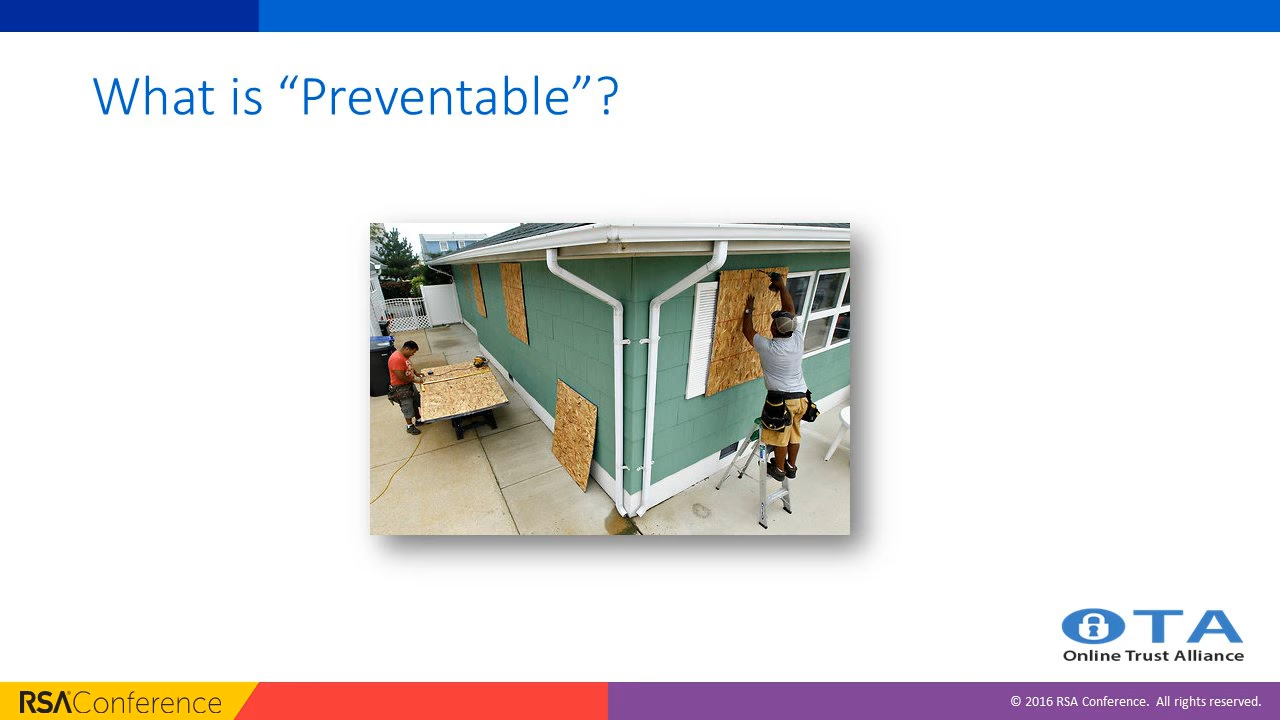 What is “Preventable”?
OTA
Online Trust Alliance
RSAConference
© 2016 RSA Conference. All rights reserved.